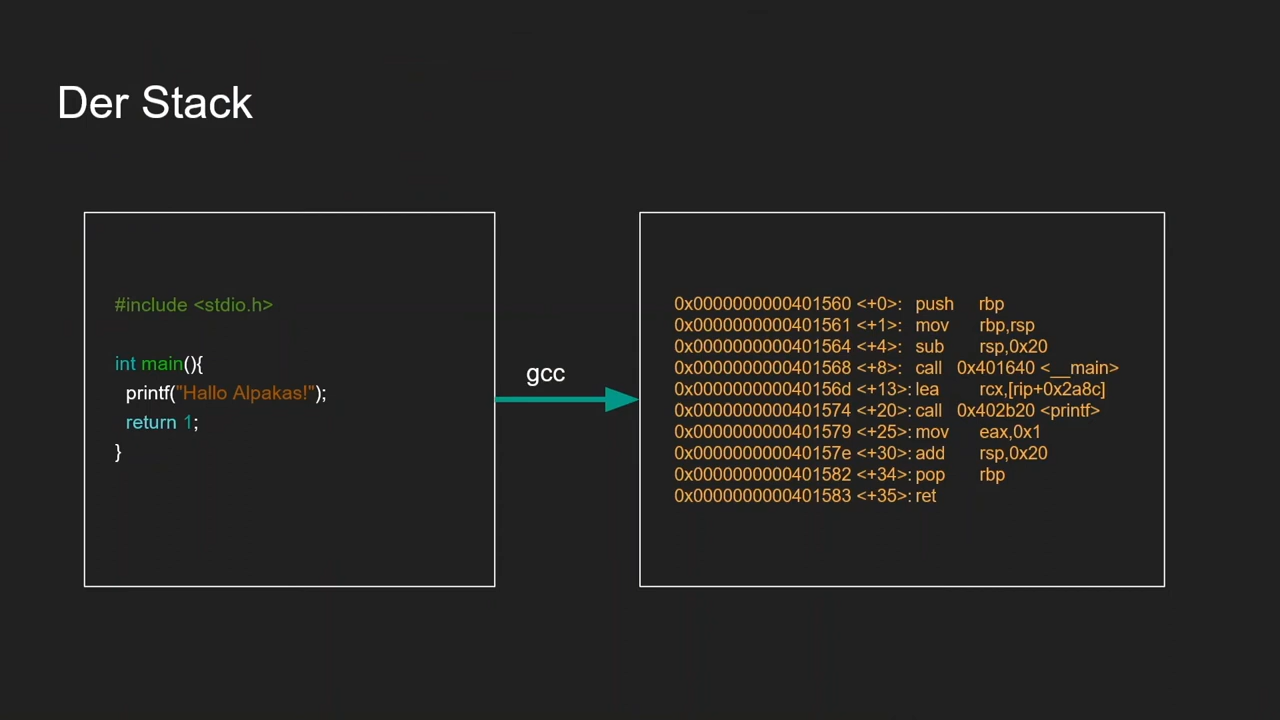 Der Stack
#include <stdio.h>
int main(){
printf("Hallo Alpakas!");
return 1;
}
gcc
0x0000000000401560 <+0>: push rbp
0x0000000000401561 <+1>: mov rbp,rsp
0x0000000000401564 <+4>: sub rsp,0x20
0x0000000000401568 <+8>: call 0x401640 <__main>
0x000000000040156d <+13>: lea rcx,[rip+0x2a8c]
0x0000000000401574 <+20>: call 0x402b20 <printf>
0x0000000000401579 <+25>: mov eax,0x1
0x000000000040157e <+30>: add rsp,0x20
0x0000000000401582 <+34>: pop rbp
0x0000000000401583 <+35>: ret